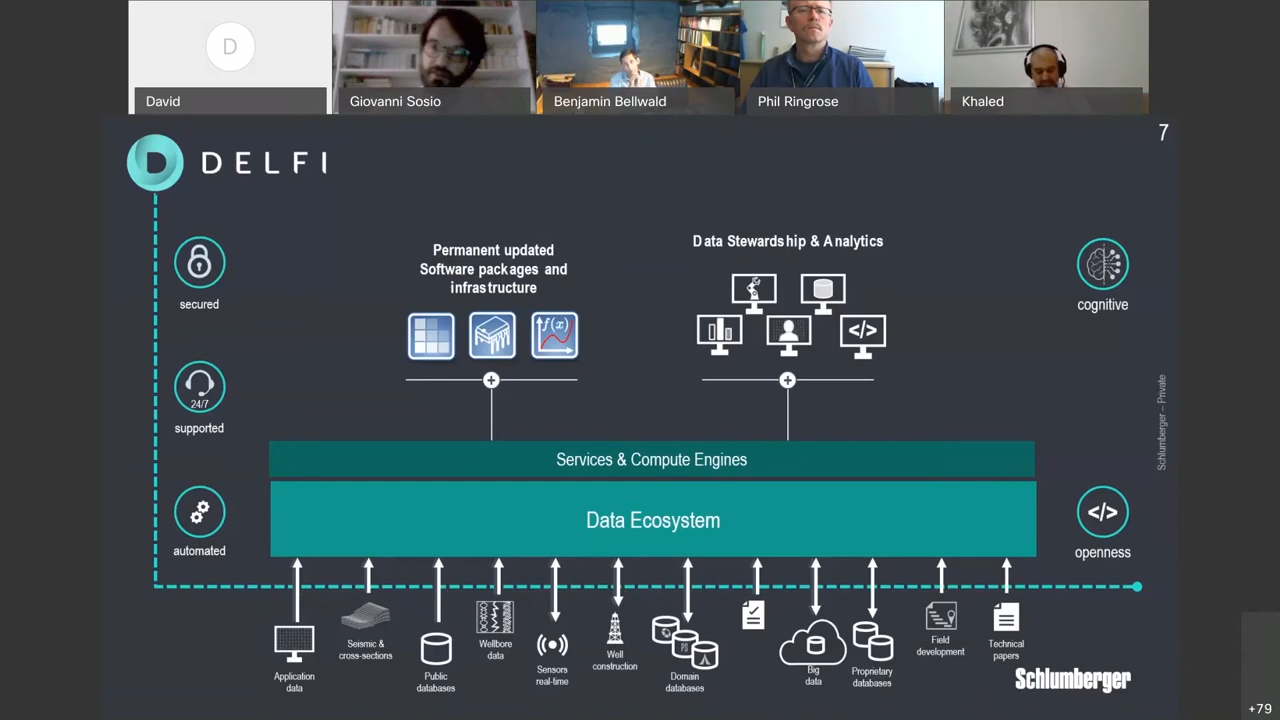 D
David
Giovanni Sosio
Benjamin Bellwald
Phil Ringrose
Khaled
7
D DELFI
Permanent updated
Software packages and
infrastructure
Data Stewardship & Analytics
secured
cognitive
f(x)
</>
24/7
supported
Schlumberger – Private
Services & Compute Engines
Data Ecosystem
automated
</>
openness
Application
data
Seismic &
cross-sections
Public
databases
Wellbore
data
Sensors
real-time
Well
construction
PS
Domain
databases
Big
data
Proprietary
databases
Field
development
Technical
papers
Schlumberger
+79